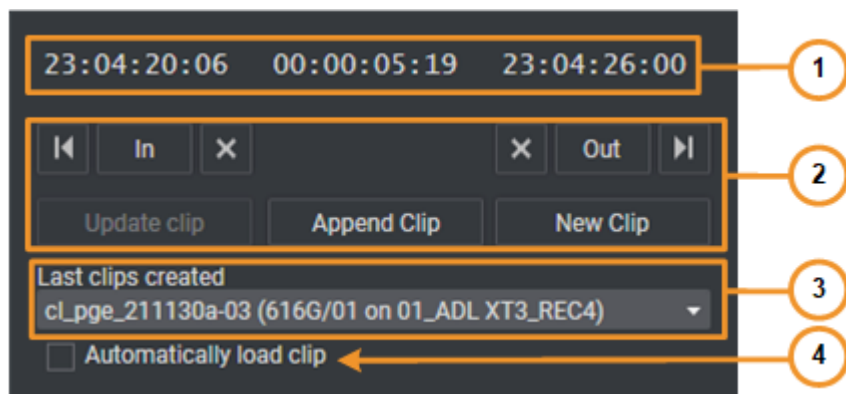 23:04:20:06 00:00:05:19 23:04:26:00
1
In Out
2
Update clip Append Clip New Clip
Last clips created
cl_pge_211130a-03 (616G/01 on 01_ADL XT3_REC4)
3
Automatically load clip
4